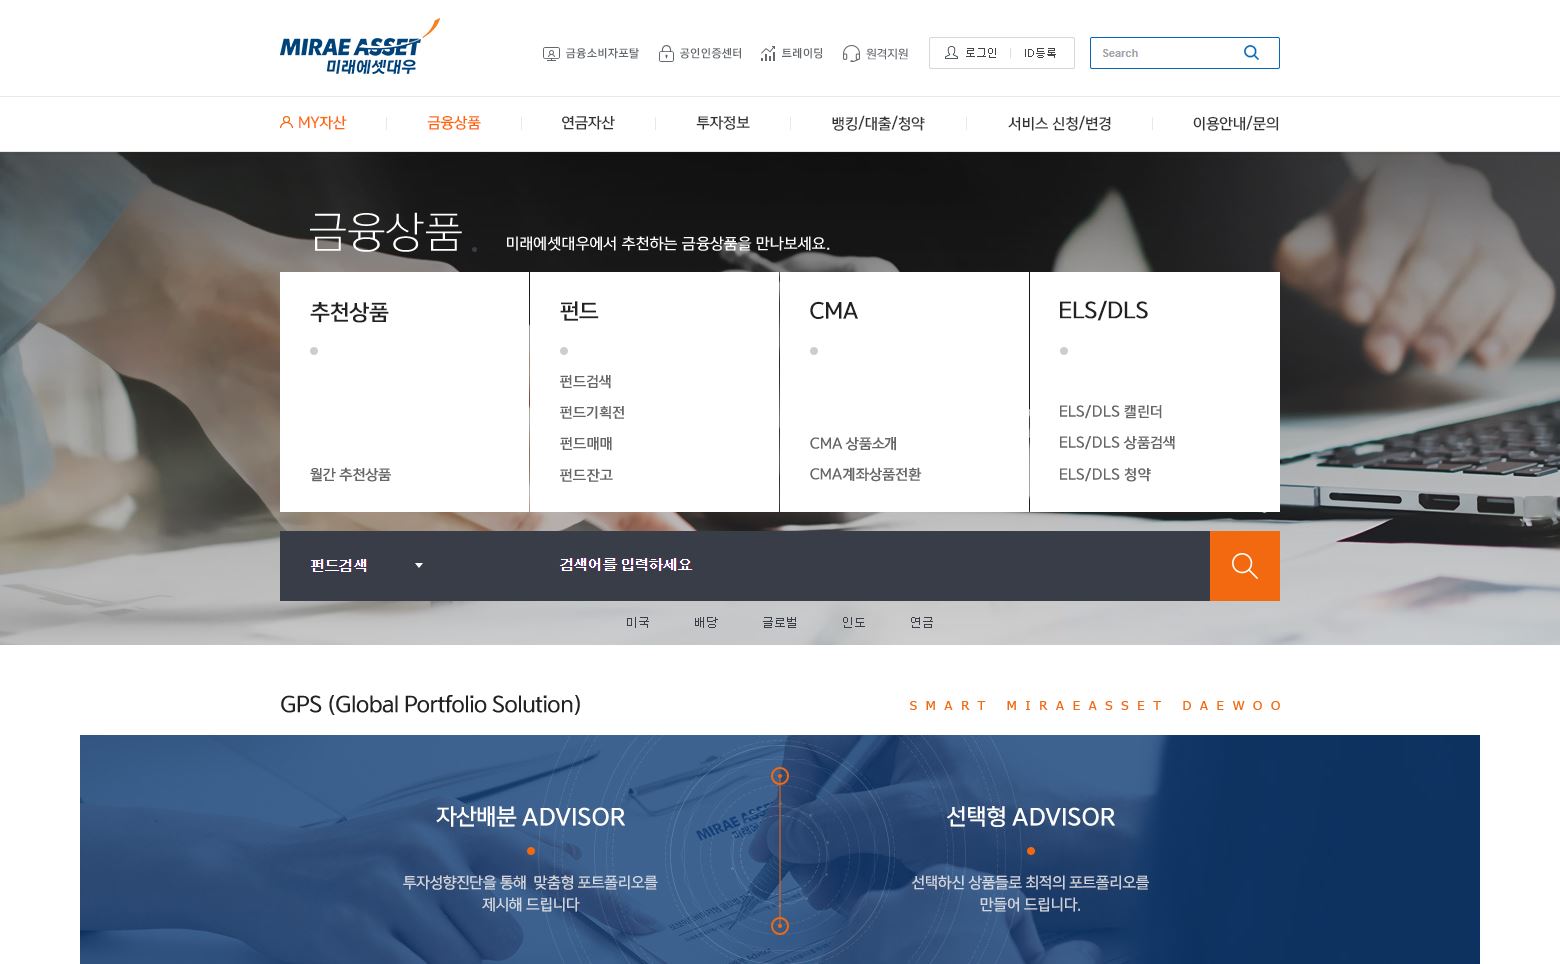 MIRAE ASSET
미래에셋대우
금융소비자포탈
공인인증센터
트레이딩
원격지원
로그인
ID등록
Search
MY자산
금융상품
연금자산
투자정보
뱅킹/대출/청약
서비스 신청/변경
이용안내/문의
금융상품
미래에셋대우에서 추천하는 금융상품을 만나보세요.
추천상품
월간 추천상품
펀드
펀드검색
펀드기획전
펀드매매
펀드잔고
CMA
CMA 상품소개
CMA계좌상품전환
ELS/DLS
ELS/DLS 캘린더
ELS/DLS 상품검색
ELS/DLS 청약
펀드검색
검색어를 입력하세요
미국
배당
글로벌
인도
연금
GPS (Global Portfolio Solution)
SMART MIRAEASSET DAEWOO
자산배분 ADVISOR
투자성향진단을 통해 맞춤형 포트폴리오를
제시해 드립니다
MIRAE ASSET
선택형 ADVISOR
선택하신 상품들로 최적의 포트폴리오를
만들어 드립니다.